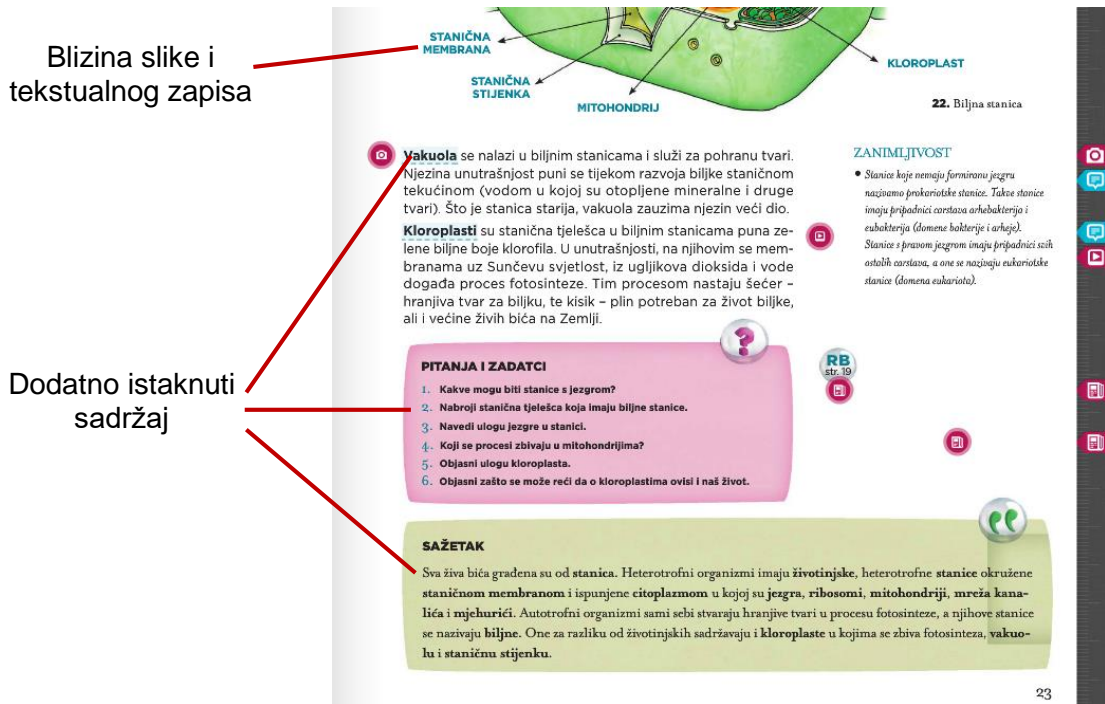 Blizina slike i
tekstualnog zapisa
Dodatno istaknuti
sadržaj
STANIČNA
MEMBRANA
STANIČNA
STIJENKA
MITOHONDRIJ
KLOROPLAST
22. Biljna stanica
Vakuola se nalazi u biljnim stanicama i služi za pohranu tvari.
Njezina unutrašnjost puni se tijekom razvoja biljke staničnom
tekućinom (vodom u kojoj su otopljene mineralne i druge
tvari). Što je stanica starija, vakuola zauzima njezin veći dio.
Kloroplasti su stanična tjelešca u biljnim stanicama puna ze-
lene biljne boje klorofila. U unutrašnjosti, na njihovim se mem-
branama uz Sunčevu svjetlost, iz ugljikova dioksida i vode
događa proces fotosinteze. Tim procesom nastaju šećer –
hranjiva tvar za biljku, te kisik – plin potreban za život biljke,
ali i većine živih bića na Zemlji.
ZANIMLJIVOST
• Stanice koje nemaju formiranu jezgru
nazivamo prokariotske stanice. Takve stanice
imaju pripadnici carstava arhebakterija i
eubakterija (domene bakterije i arheje).
Stanice s pravom jezgrom imaju pripadnici svih
ostalih carstava, a one se nazivaju eukariotske
stanice (domena eukariota).
?
PITANJA I ZADATCI
1. Kakve mogu biti stanice s jezgrom?
2. Nabroji stanična tjelešca koja imaju biljne stanice.
3. Navedi ulogu jezgre u stanici.
4. Koji se procesi zbivaju u mitohondrijima?
5. Objasni ulogu kloroplasta.
6. Objasni zašto se može reći da o kloroplastima ovisi i naš život.
RB
str. 19
SAŽETAK
Sva živa bića građena su od stanica. Heterotrofni organizmi imaju životinjske, heterotrofne stanice okružene
staničnom membranom i ispunjene citoplazmom u kojoj su jezgra, ribosomi, mitohondriji, mreža kana-
lića i mjehurići. Autotrofni organizmi sami sebi stvaraju hranjive tvari u procesu fotosinteze, a njihove stanice
se nazivaju biljne. One za razliku od životinjskih sadržavaju i kloroplaste u kojima se zbiva fotosinteza, vakuo-
lu i staničnu stijenku.
23